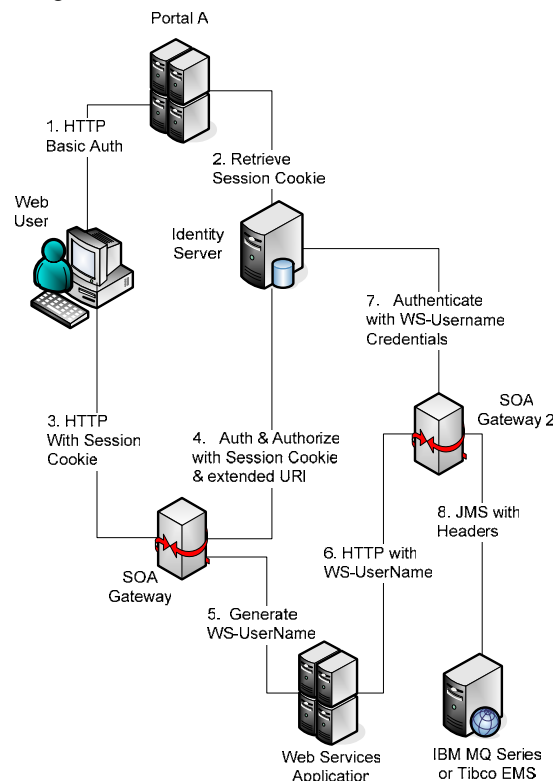 Portal A
1. HTTP
Basic Auth
2. Retrieve
Session Cookie
Web
User
Identity
Server
7. Authenticate
with WS-Username
Credentials
3. HTTP
With Session
Cookie
4. Auth & Authorize
with Session Cookie
& extended URI
SOA
Gateway 2
8. JMS with
Headers
6. HTTP with
WS-UserName
SOA
Gateway
5. Generate
WS-UserName
Web Services
Application
IBM MQ Series
or Tibco EMS